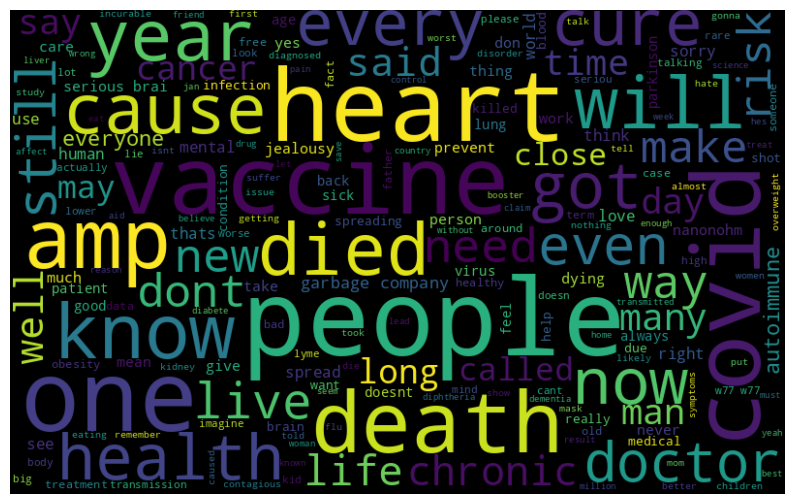 say
year
incurable
friend
first
every
age
please
gonna
cure
talk
rare
care
wrong
worst
cancer
yes
don
said
time
world
blood
sorry
risk
look
free
diagnosed
disorder
thing
talking
liver
lot
fact
pain
parkinson
science
serious brai
infection
control
killed
seriou
hate
someone
study
jan
still
use
cause
heart
will
work
week
hes
everyone
eat
lung
think
tell
affect
isnt
drug
jealousy
prevent
close
make
shot
treat
human
lie
mental
let
save
country
father
case
almost
overweight
actually
may
vaccine
suffer
back
sick
got
day
covid
lower
aid
issue
booster
claim
term
love
enough
believe
condition
getting
person
around
nothing
amp
thats
worse
spreading
without
nanonohm
new
died
need
even
high
women
much
reason
virus
dying
way
autoimmune
patient
garbage company
healthy
doesn
well
good
data
dont
take
many
transmitted
diabete
bad
took
lead
feel
help
home
always
know
people
due
likely
right
put
mean
lyme
die
obesity
kidney
give
spread
doesnt
long
called
now
symptoms
want
seem
mind
cant
dementia
w77 w77
must
one
live
diphtheria
show
mask
man
really
never
yeah
remember
imagine
death
old
see
eating
brain
told
flu
woman
medical
mom
body
health
caused
known
life
chronic
result
doctor
best
big
treatment
transmission
contagious
kid
million
better
children